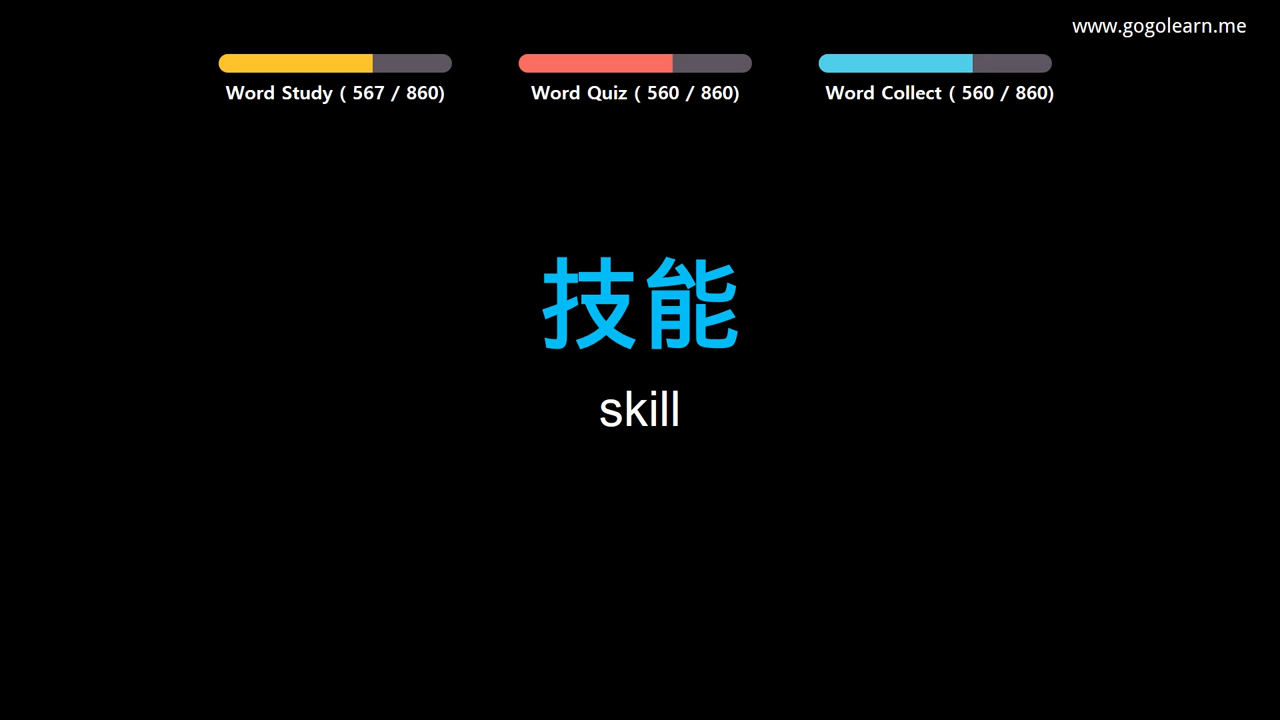 www.gogolearn.me
Word Study ( 567 / 860)
Word Quiz ( 560 / 860)
Word Collect ( 560 / 860)
技能
skill